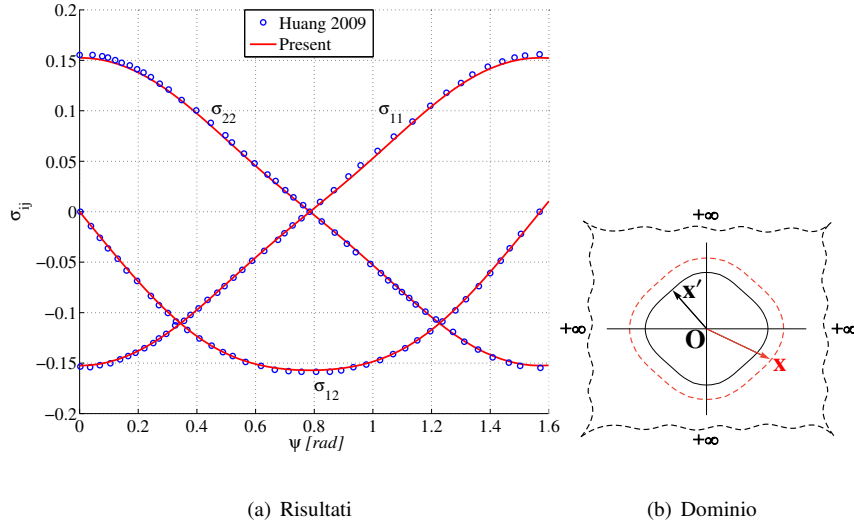 Huang 2009
Present
0.2
0.15
0.1
0.05
0
−0.05
−0.1
−0.15
−0.2
σij
σ22
σ11
σ12
0 0.2 0.4 0.6 0.8 1 1.2 1.4 1.6
ψ [rad]
(a) Risultati
+∞
x′
+∞ O +∞
x
+∞
(b) Dominio